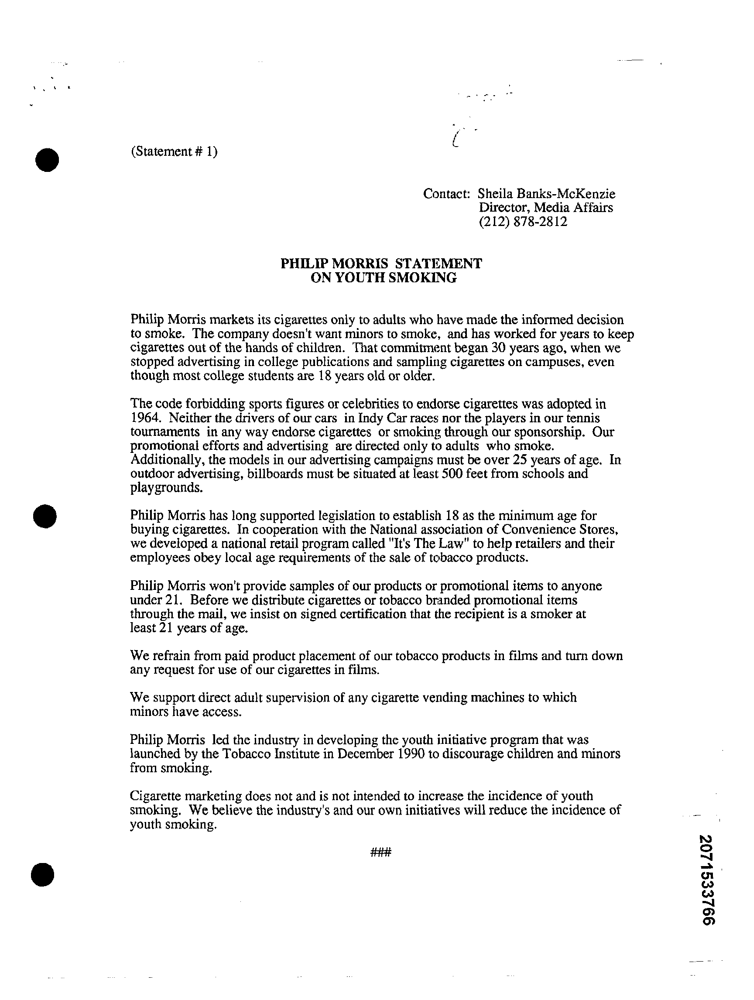 (Statement # 1)
Contact: Sheila Banks-McKenzie
Director, Media Affairs
(212) 878-2812
PHILIP MORRIS STATEMENT
ON YOUTH SMOKING
Philip Morris markets its cigarettes only to adults who have made the informed decision
to smoke. The company doesn't want minors to smoke, and has worked for years to keep
cigarettes out of the hands of children. That commitment began 30 years ago, when we
stopped advertising in college publications and sampling cigarettes on campuses, even
though most college students are 18 years old or older.
The code forbidding sports figures or celebrities to endorse cigarettes was adopted in
1964. Neither the drivers of our cars in Indy Car races nor the players in our tennis
tournaments in any way endorse cigarettes or smoking through our sponsorship. Our
promotional efforts and advertising are directed only to adults who smoke.
Additionally, the models in our advertising campaigns must be over 25 years of age. In
outdoor advertising, billboards must be situated at least 500 feet from schools and
playgrounds.
Philip Morris has long supported legislation to establish 18 as the minimum age for
buying cigarettes. In cooperation with the National association of Convenience Stores,
we developed a national retail program called "It's The Law" to help retailers and their
employees obey local age requirements of the sale of tobacco products.
Philip Morris won't provide samples of our products or promotional items to anyone
under 21. Before we distribute cigarettes or tobacco branded promotional items
through the mail, we insist on signed certification that the recipient is a smoker at
least 21 years of age.
We refrain from paid product placement of our tobacco products in films and turn down
any request for use of our cigarettes in films.
We support direct adult supervision of any cigarette vending machines to which
minors have access.
Philip Morris led the industry in developing the youth initiative program that was
launched by the Tobacco Institute in December 1990 to discourage children and minors
from smoking.
Cigarette marketing does not and is not intended to increase the incidence of youth
smoking. We believe the industry's and our own initiatives will reduce the incidence of
youth smoking.
###
2071533766